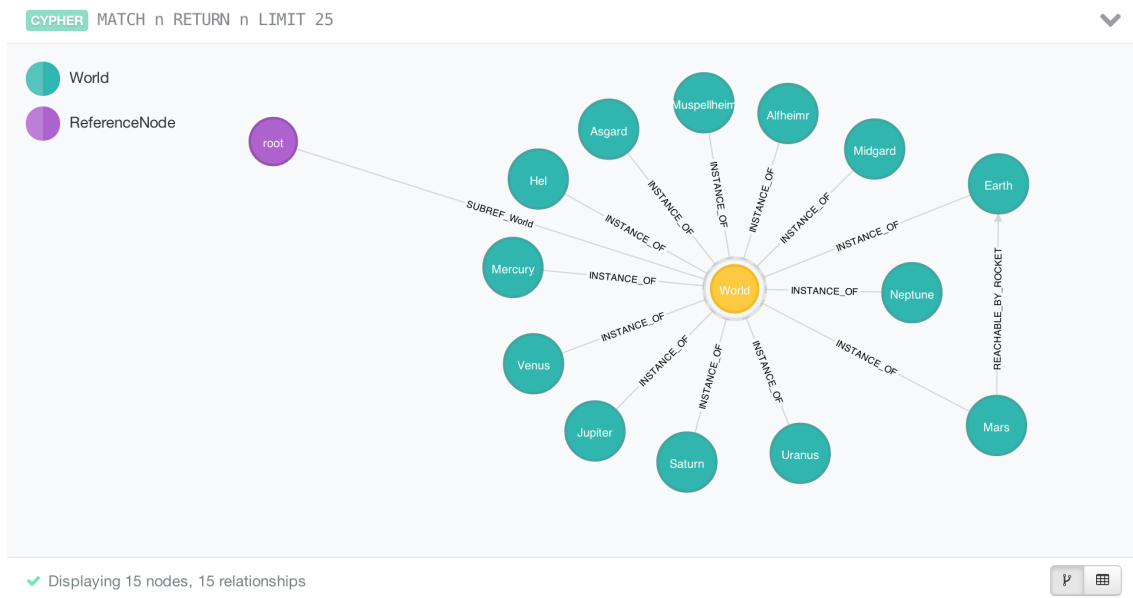 CYPHER MATCH n RETURN n LIMIT 25
World
ReferenceNode
root
SUBREF_World
Muspellheim
Alfheimr
Asgard
Midgard
Hel
Earth
Mercury
World
Neptune
Venus
Jupiter
Saturn
Uranus
Mars
INSTANCE_OF
INSTANCE_OF
INSTANCE_OF
INSTANCE_OF
INSTANCE_OF
INSTANCE_OF
INSTANCE_OF
INSTANCE_OF
INSTANCE_OF
INSTANCE_OF
INSTANCE_OF
INSTANCE_OF
INSTANCE_OF
REACHABLE_BY_ROCKET
Displaying 15 nodes, 15 relationships